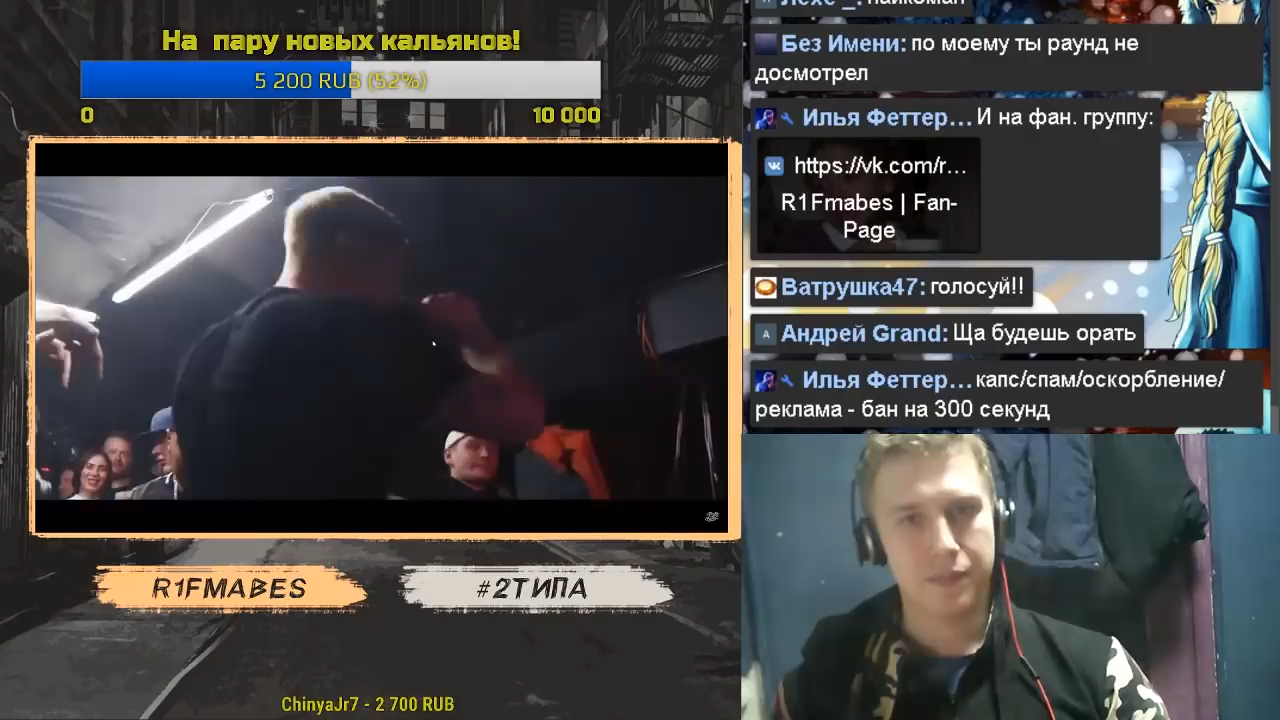 На пару новых кальянов!
5 200 RUB (52%)
0
10 000
R1FMABES
#2ТИПА
ChinyaJr7 - 2 700 RUB
Лехе _: пайкоман
Без Имени: по моему ты раунд не
досмотрел
Илья Феттер… И на фан. группу:
https://vk.com/r…
R1Fmabes | Fan-
Page
Ватрушка47: голосуй!!
A Андрей Grand: Ща будешь орать
Илья Феттер… капс/спам/оскорбление/
реклама - бан на 300 секунд